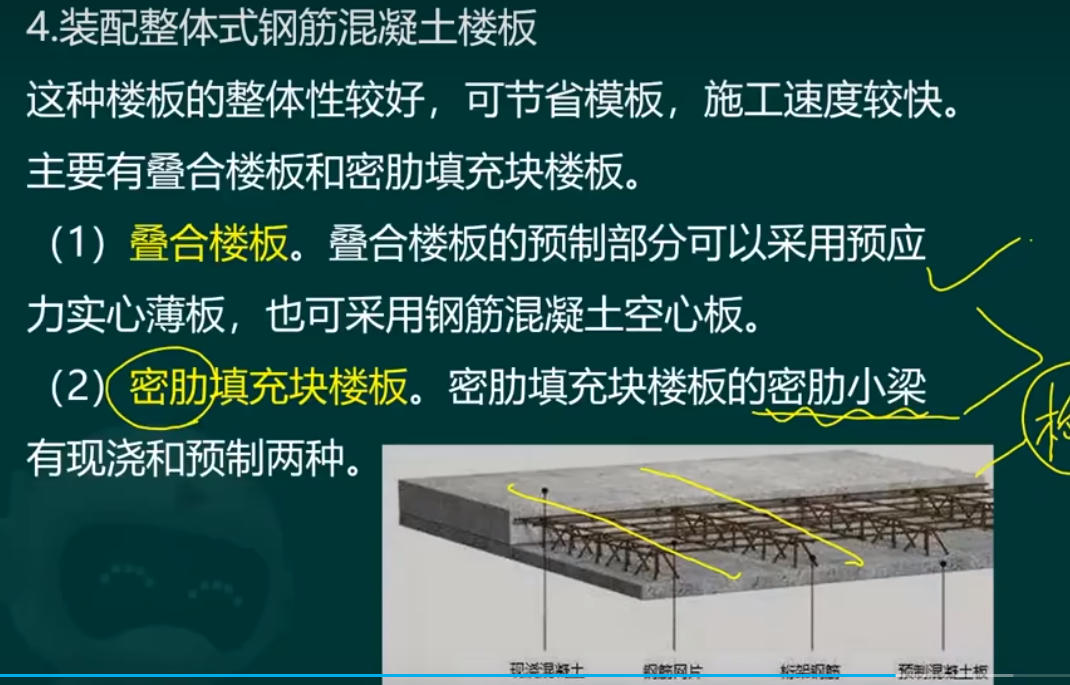 4.装配整体式钢筋混凝土楼板
这种楼板的整体性较好，可节省模板，施工速度较快。
主要有叠合楼板和密肋填充块楼板。
（1）叠合楼板。叠合楼板的预制部分可以采用预应
力实心薄板，也可采用钢筋混凝土空心板。
（2）密肋填充块楼板。密肋填充块楼板的密肋小梁
有现浇和预制两种。
现浇混凝土 钢筋网片 桁架钢筋 预制混凝土板